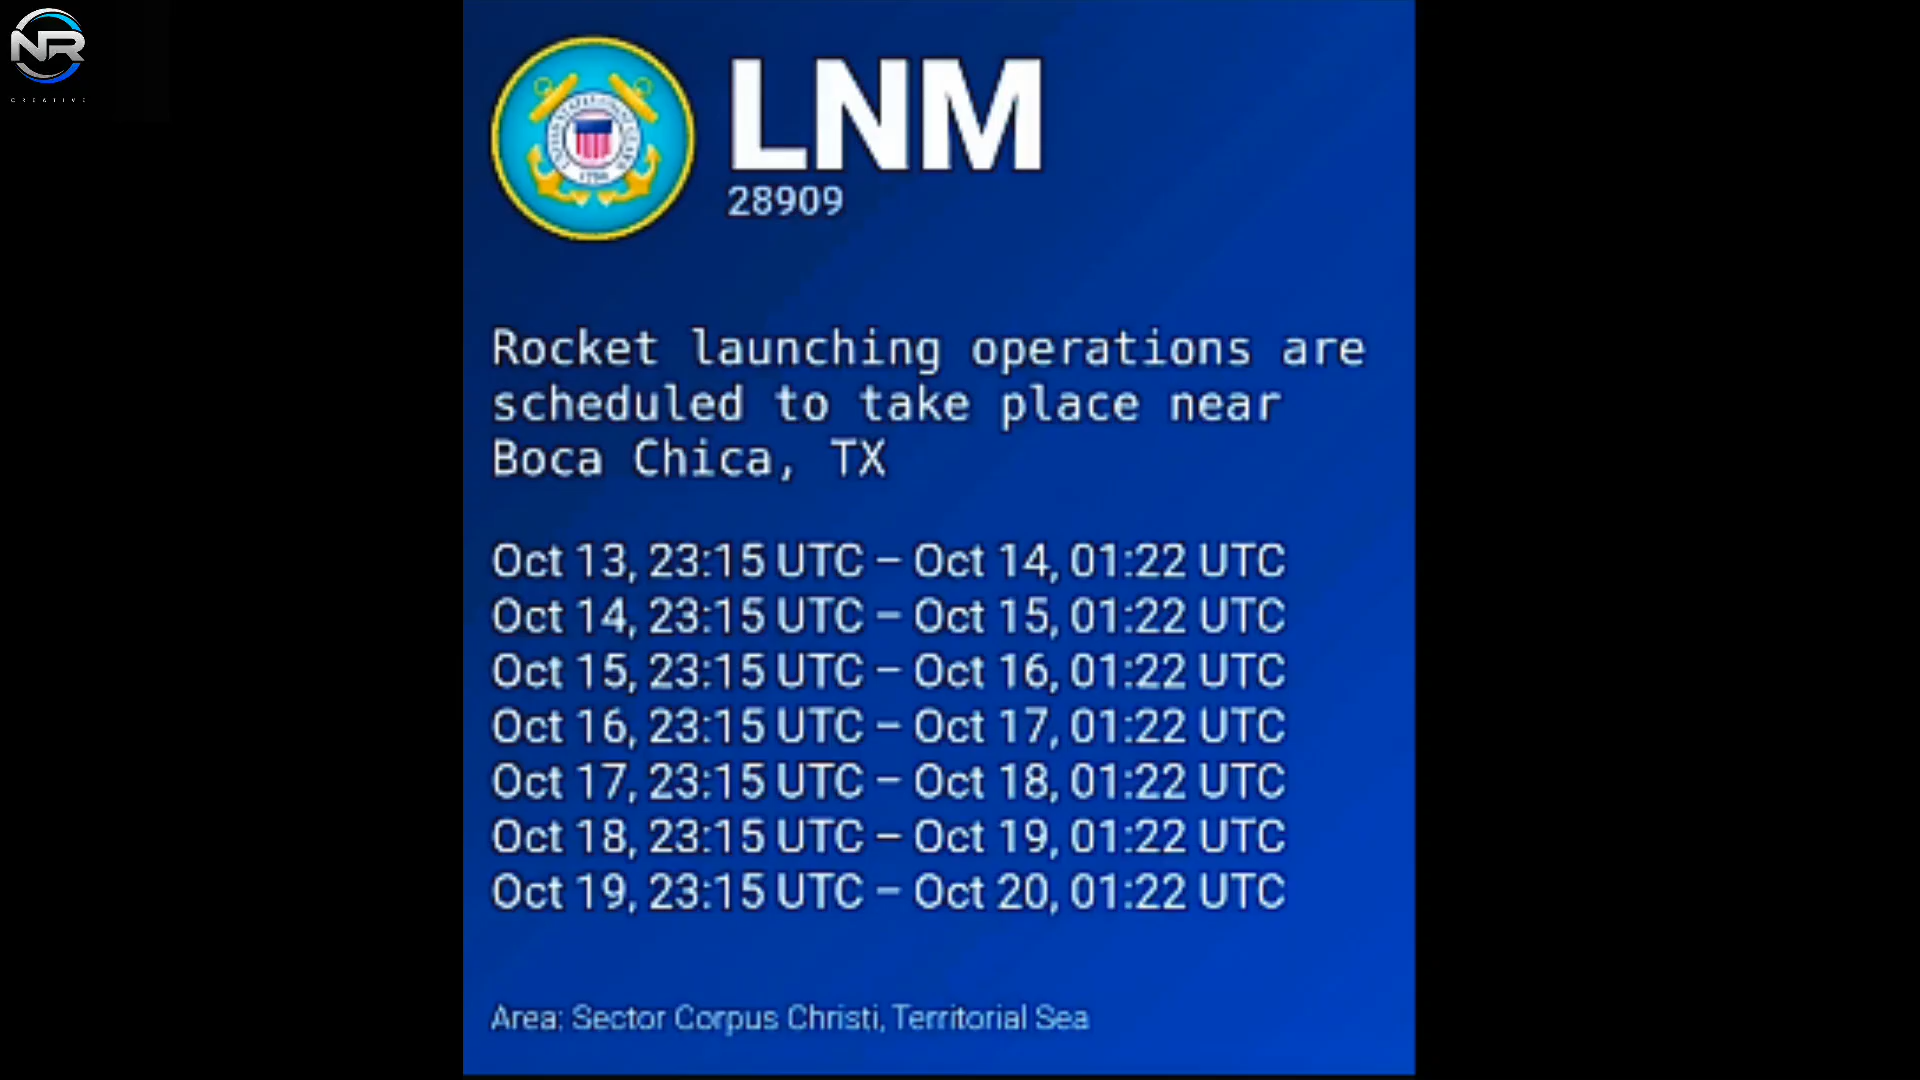 NR
CREATIVE
LNM
28909
Rocket launching operations are
scheduled to take place near
Boca Chica, TX
Oct 13, 23:15 UTC – Oct 14, 01:22 UTC
Oct 14, 23:15 UTC – Oct 15, 01:22 UTC
Oct 15, 23:15 UTC – Oct 16, 01:22 UTC
Oct 16, 23:15 UTC – Oct 17, 01:22 UTC
Oct 17, 23:15 UTC – Oct 18, 01:22 UTC
Oct 18, 23:15 UTC – Oct 19, 01:22 UTC
Oct 19, 23:15 UTC – Oct 20, 01:22 UTC
Area: Sector Corpus Christi, Territorial Sea